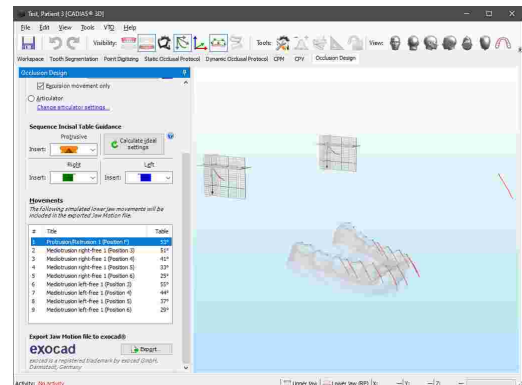 Test, Patient 3 [CADIAS® 3D]
File Edit View Tools VTO Help
Visibility: Tools: View:
Workspace Tooth Segmentation Point Digitizing Static Occlusal Protocol Dynamic Occlusal Protocol CPM CPV Occlusion Design
Occlusion Design
Repulsion movement only
Articulator
Change articulator settings...
Sequence Incisal Table Guidance
Protrusive
Insert:
Calculate ideal settings
Right Left
Insert: Insert:
Movements
The following simulated lower jaw movements will be
included in the exported Jaw Motion file.
# Title Table
1 Protrusion/Retrusion 1 (Position F) 53°
2 Mediotrusion right-free 1 (Position 3) 51°
3 Mediotrusion right-free 1 (Position 4) 41°
4 Mediotrusion right-free 1 (Position 5) 33°
5 Mediotrusion right-free 1 (Position 6) 25°
6 Mediotrusion left-free 1 (Position 3) 55°
7 Mediotrusion left-free 1 (Position 4) 44°
8 Mediotrusion left-free 1 (Position 5) 37°
9 Mediotrusion left-free 1 (Position 6) 29°
Export Jaw Motion file to exocad®
exocad Export
exocad is a registered trademark by exocad GmbH,
Darmstadt, Germany
Activity: No activity Upper Jaw Lower Jaw (RP) X: --- Y: --- Z: ---